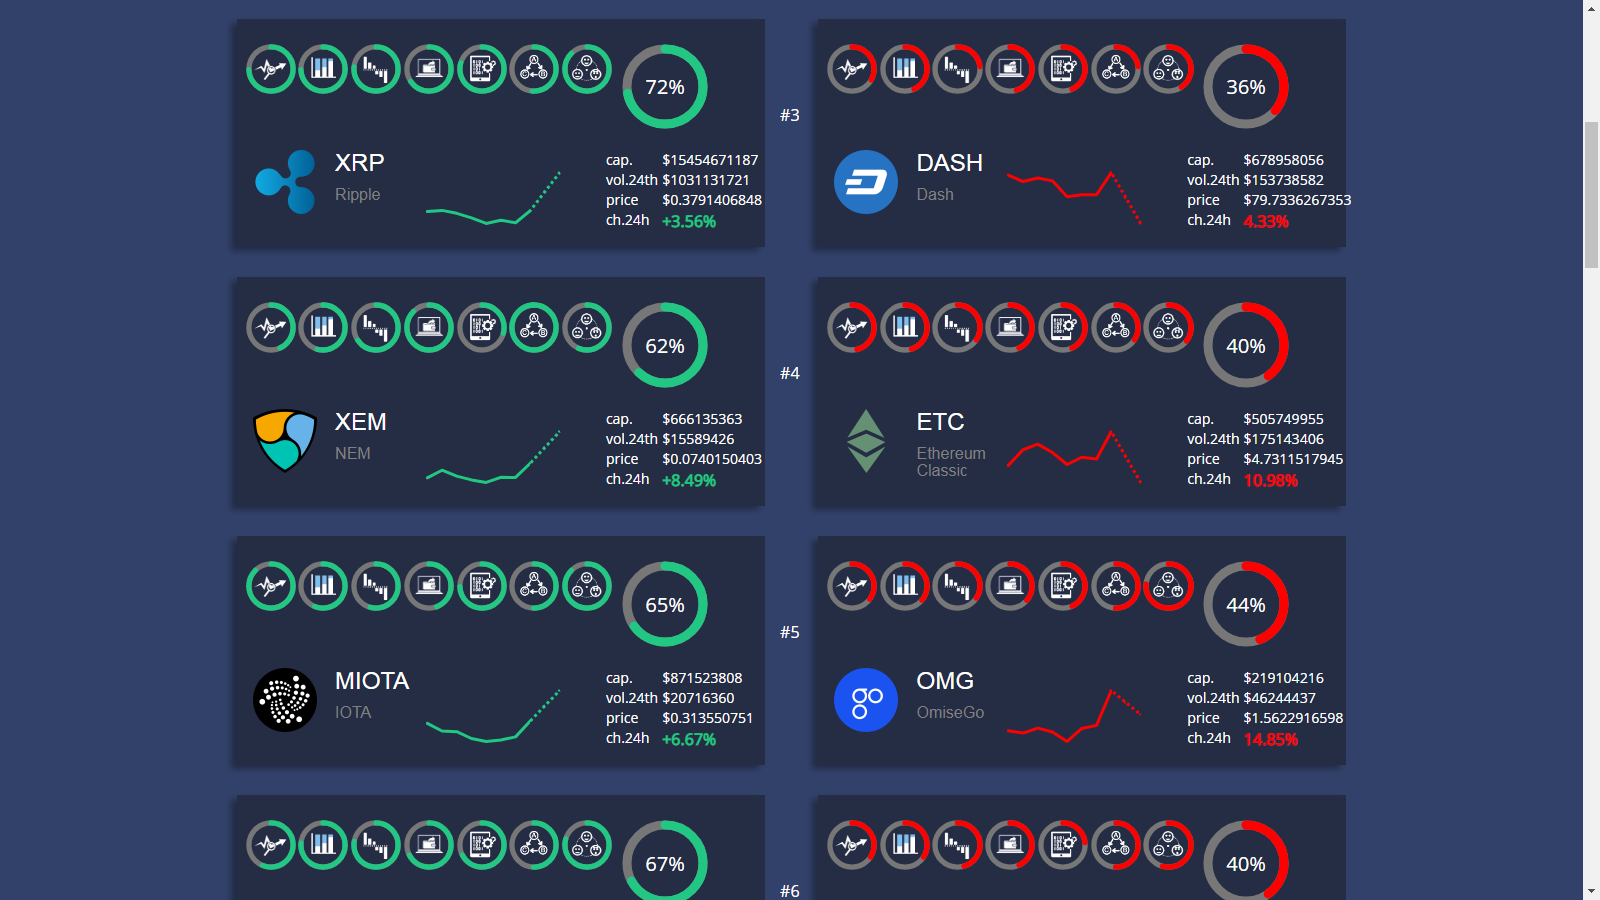 72%
XRP
Ripple
cap. $15454671187
vol.24th $1031131721
price $0.3791406848
ch.24h +3.56%
#3
36%
DASH
Dash
cap. $678958056
vol.24th $153738582
price $79.7336267353
ch.24h 4.33%
62%
XEM
NEM
cap. $666135363
vol.24th $15589426
price $0.0740150403
ch.24h +8.49%
#4
40%
ETC
Ethereum
Classic
cap. $505749955
vol.24th $175143406
price $4.7311517945
ch.24h 10.98%
65%
MIOTA
IOTA
cap. $871523808
vol.24th $20716360
price $0.313550751
ch.24h +6.67%
#5
44%
OMG
OmiseGo
cap. $219104216
vol.24th $46244437
price $1.5622916598
ch.24h 14.85%
67%
#6
40%